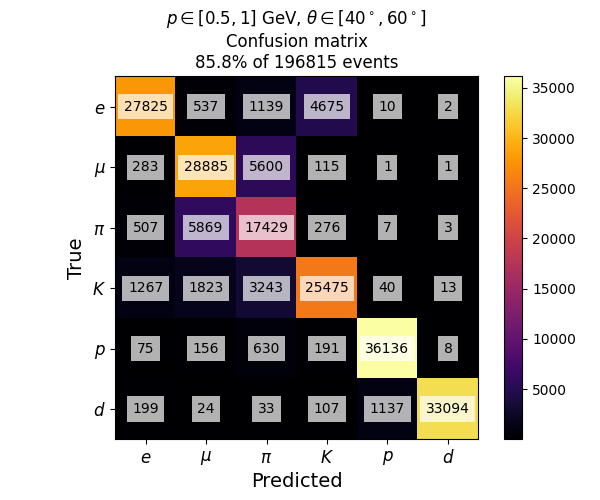 p ∈ [0.5, 1] GeV, θ ∈ [40°, 60°]
Confusion matrix
85.8% of 196815 events
e 27825 537 1139 4675 10 2
μ 283 28885 5600 115 1 1
π 507 5869 17429 276 7 3
K 1267 1823 3243 25475 40 13
p 75 156 630 191 36136 8
d 199 24 33 107 1137 33094
e μ π K p d
Predicted
True
35000
30000
25000
20000
15000
10000
5000